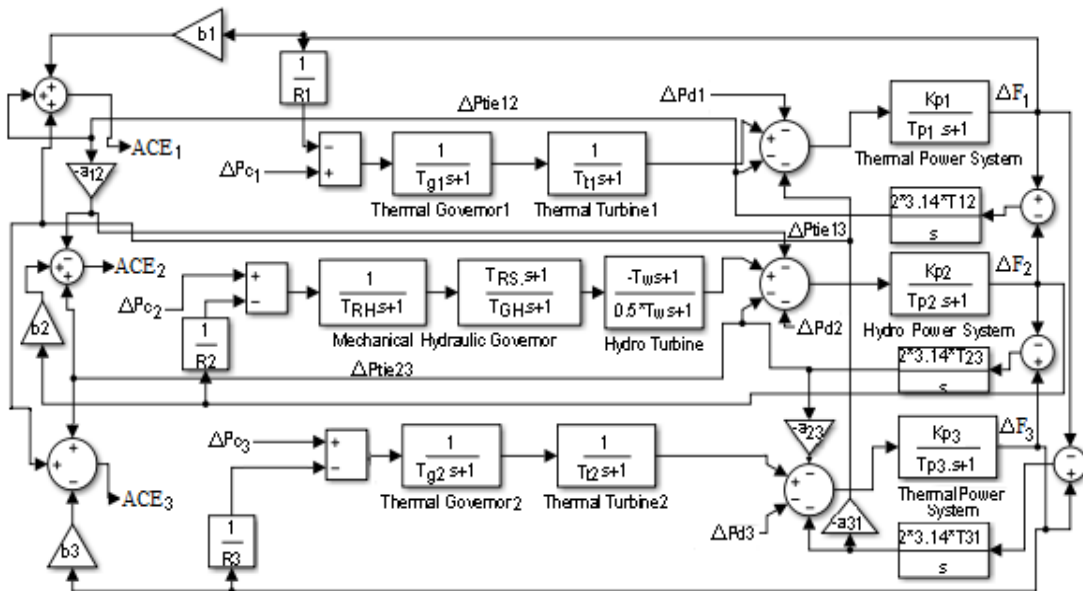 b1
1
R1
ΔPtie12
ΔPd1
Kp1
Tp1 s+1
ΔF1
Thermal Power System
ACE1
-a12
ΔPc1
1
Tg1s+1
Thermal Governor1
1
Tt1s+1
Thermal Turbine1
2*3.14*T12
s
ΔPtie13
ACE2
ΔPc2
1
TRHs+1
TRS.s+1
TGHs+1
Mechanical Hydraulic Governor
-Tws+1
0.5*Tws+1
Hydro Turbine
ΔPd2
Kp2
Tp2 s+1
ΔF2
Hydro Power System
b2
1
R2
ΔPtie23
2*3.14*T23
s
-a23
ΔPc3
1
Tg2s+1
Thermal Governor2
1
Tt2s+1
Thermal Turbine2
Kp3
Tp3.s+1
ΔF3
Thermal Power
System
ACE3
b3
1
R3
ΔPd3
-a31
2*3.14*T31
s